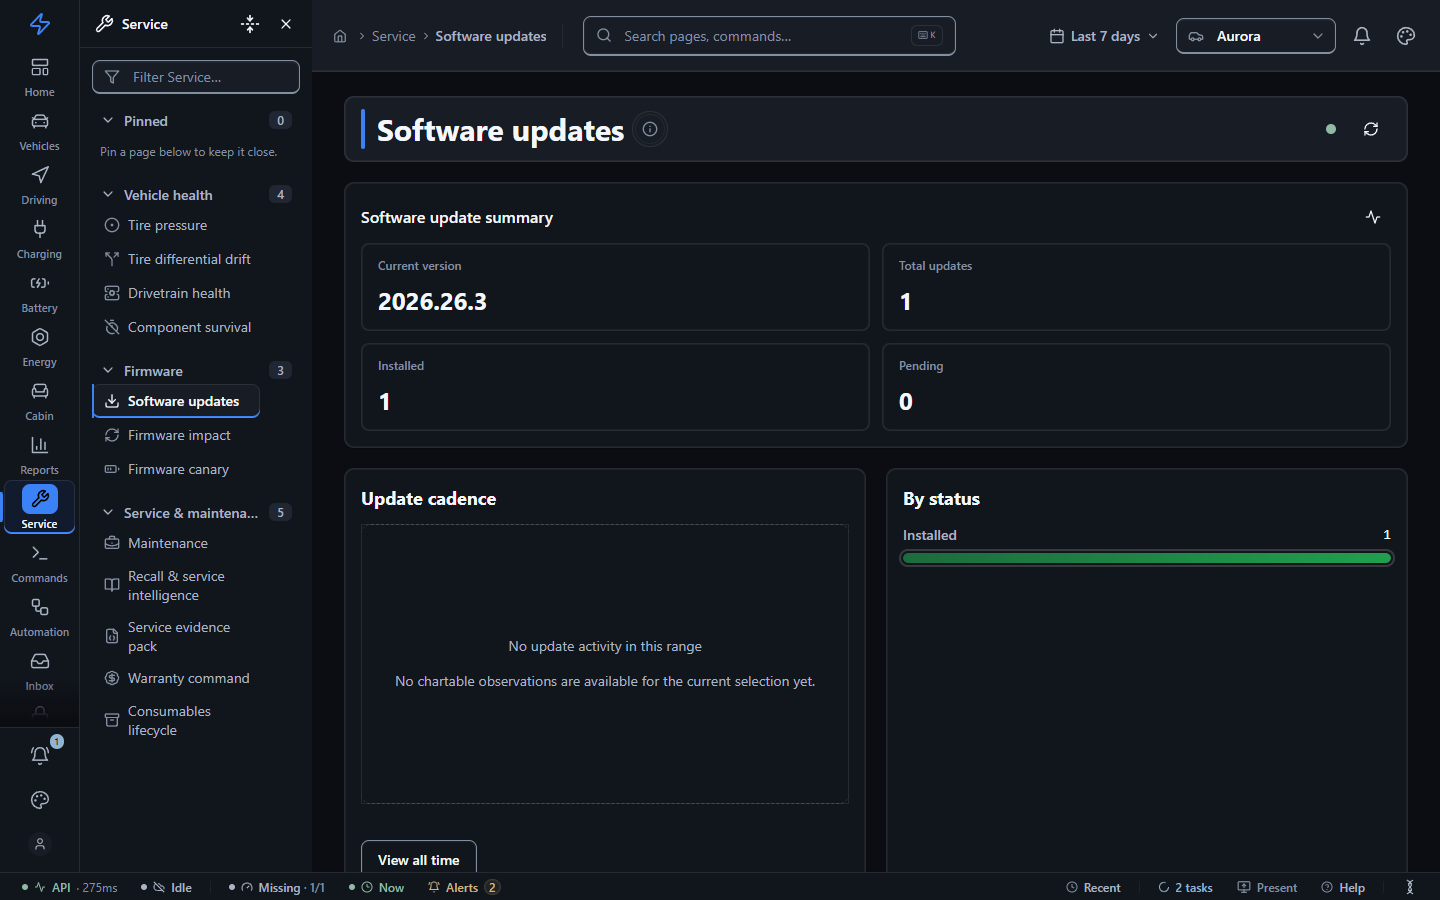 Home
Vehicles
Driving
Charging
Battery
Energy
Cabin
Reports
Service
Commands
Automation
Inbox
1
Service
Filter Service...
Pinned 0
Pin a page below to keep it close.
Vehicle health 4
Tire pressure
Tire differential drift
Drivetrain health
Component survival
Firmware 3
Software updates
Firmware impact
Firmware canary
Service & maintena... 5
Maintenance
Recall & service
intelligence
Service evidence
pack
Warranty command
Consumables
lifecycle
Service Software updates
Search pages, commands... K
Last 7 days
Aurora
Software updates
Software update summary
Current version
2026.26.3
Total updates
1
Installed
1
Pending
0
Update cadence
No update activity in this range
No chartable observations are available for the current selection yet.
View all time
By status
Installed 1
API · 275ms Idle Missing · 1/1 Now Alerts 2 Recent 2 tasks Present Help